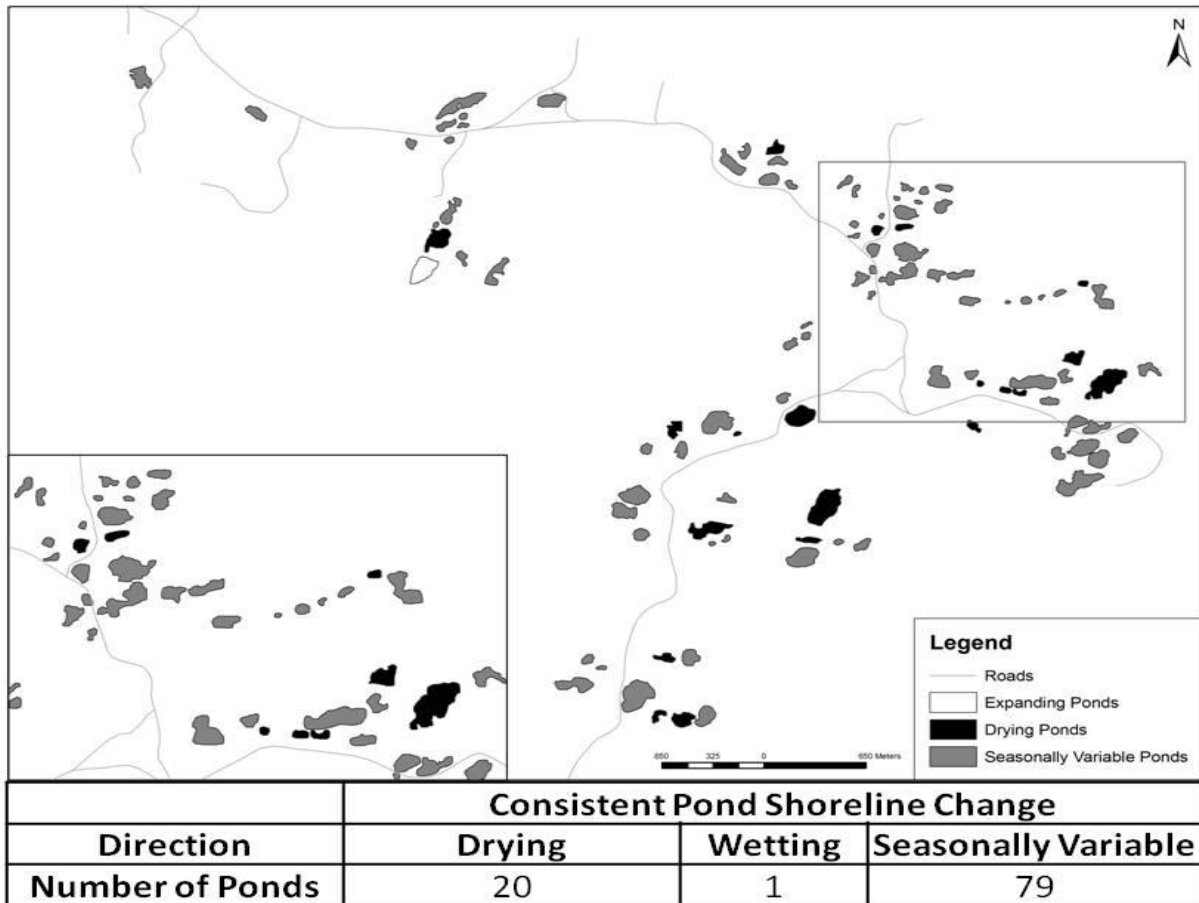 N
Legend
Roads
Expanding Ponds
Drying Ponds
Seasonally Variable Ponds
650 325 0 650 Meters
Consistent Pond Shoreline Change
Direction Drying Wetting Seasonally Variable
Number of Ponds 20 1 79